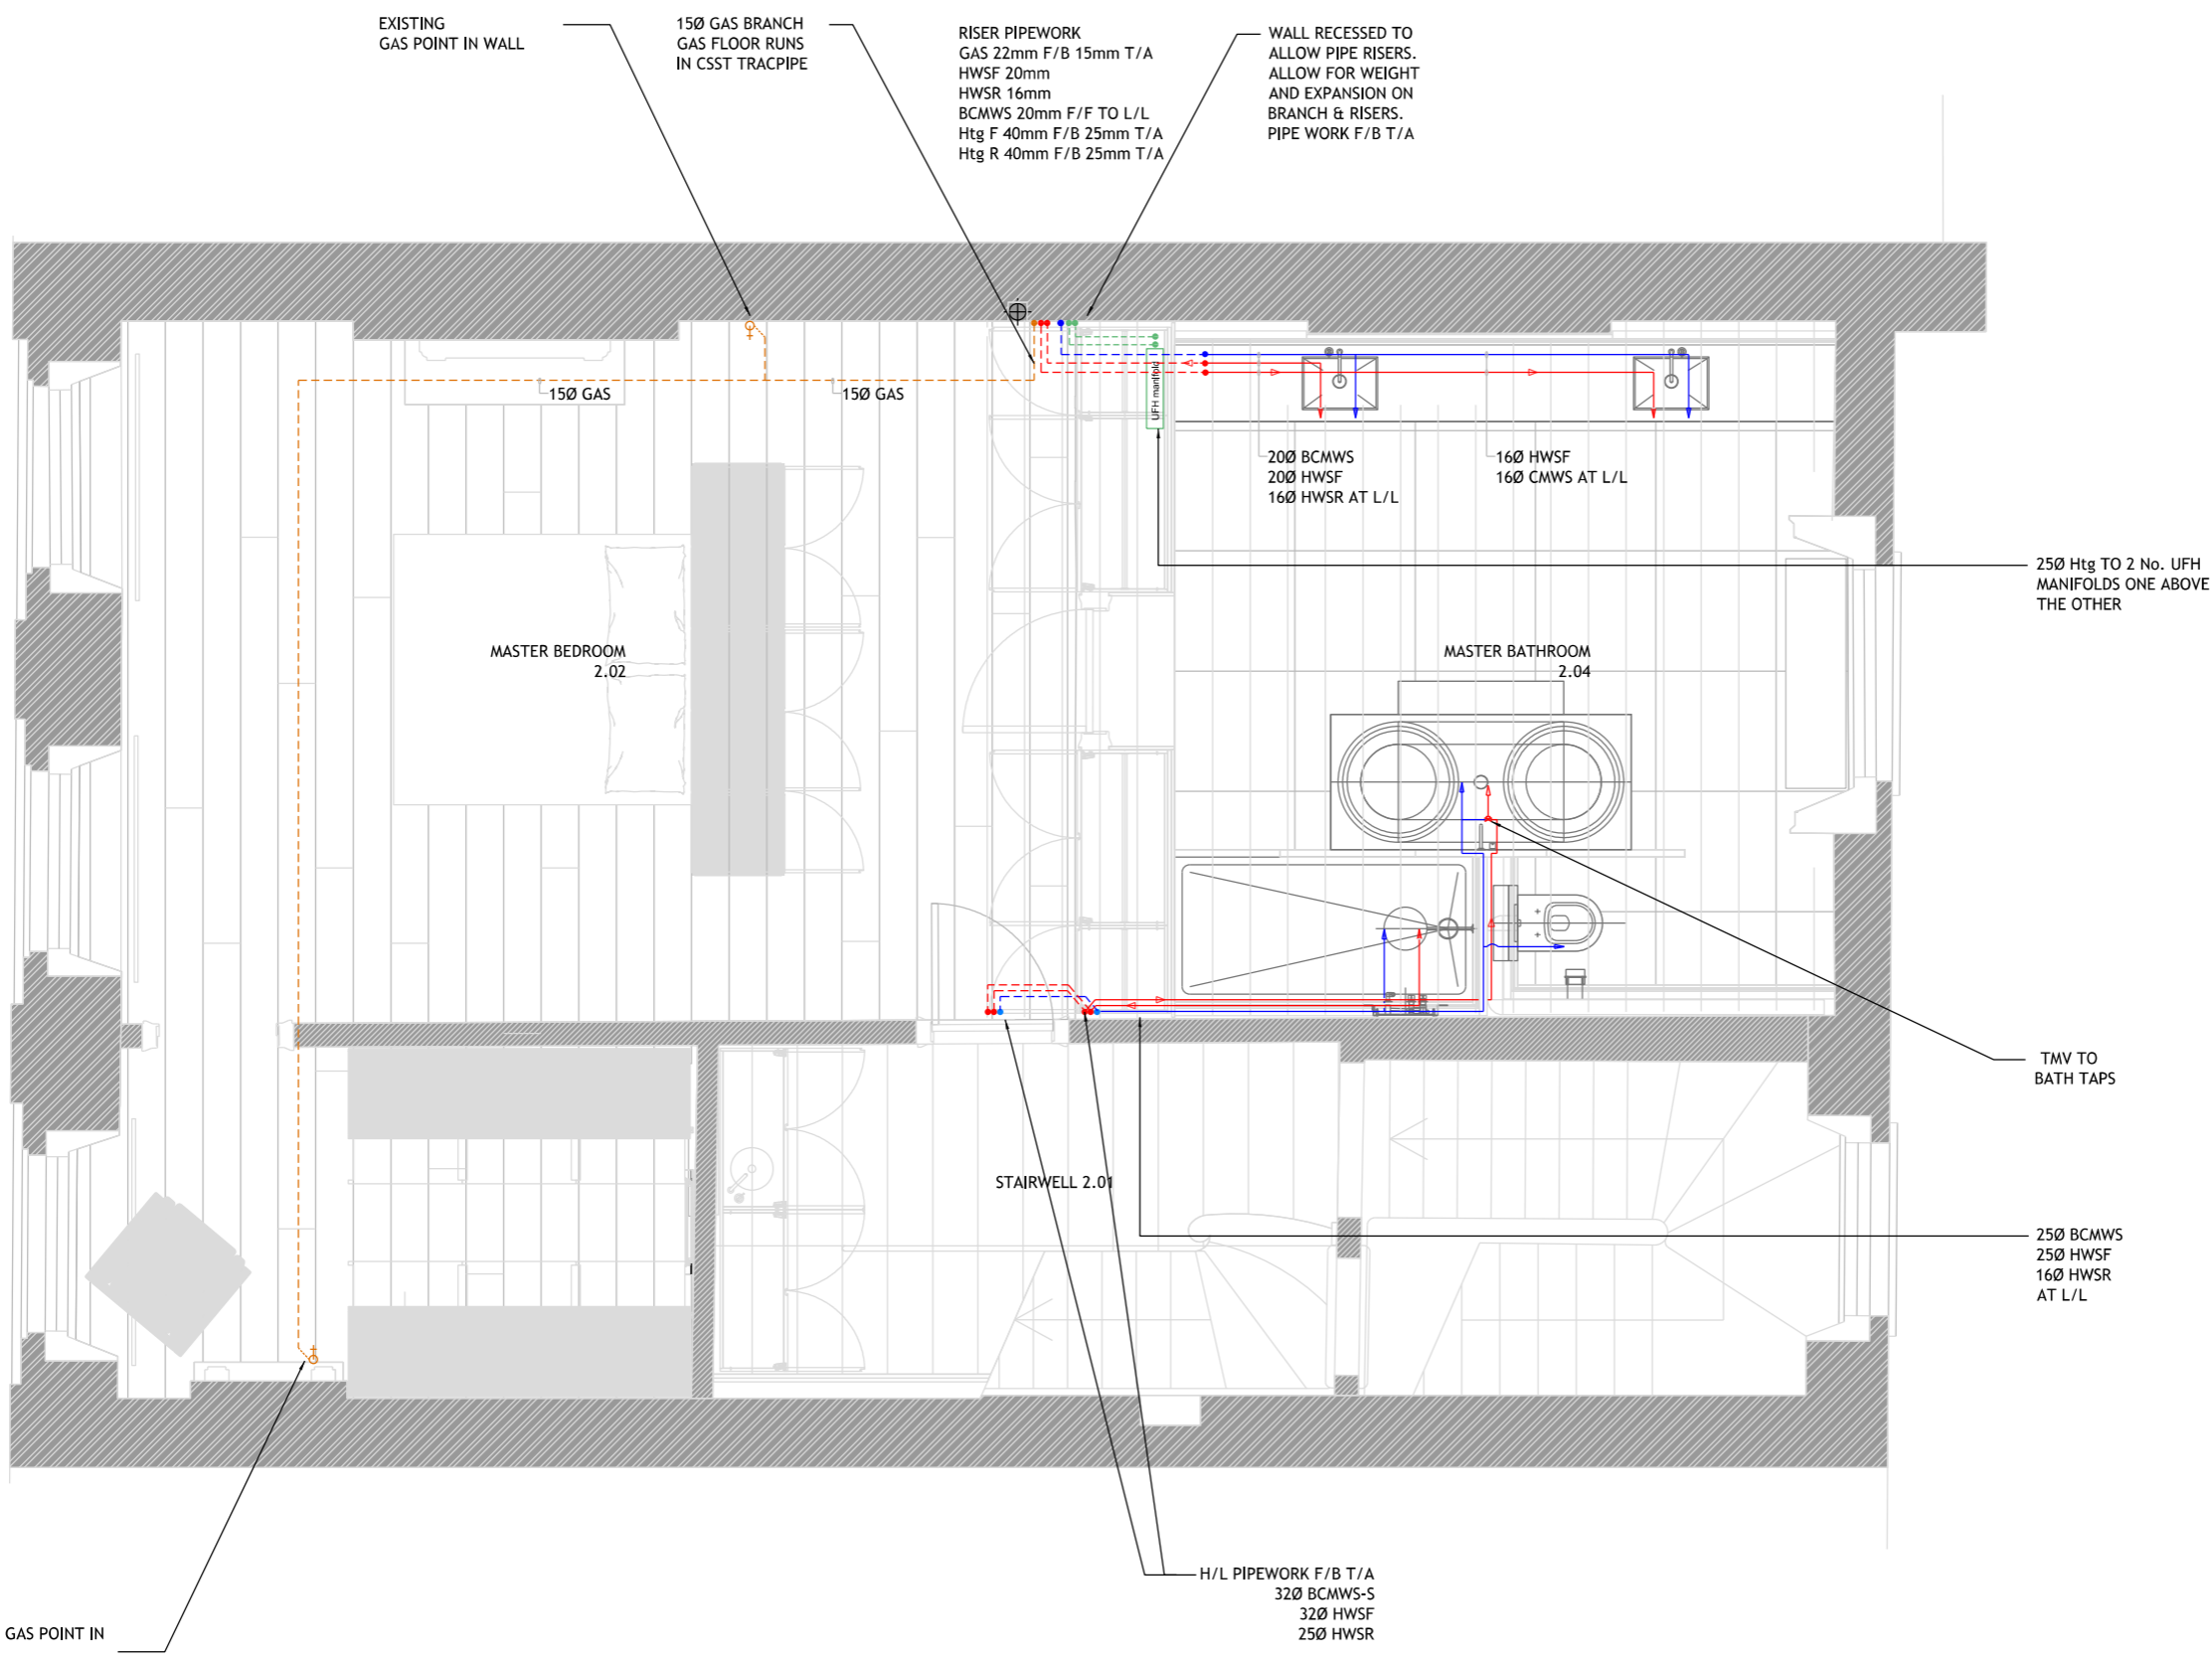 EXISTING
GAS POINT IN WALL
15Ø GAS BRANCH
GAS FLOOR RUNS
IN CSST TRACPIPE
RISER PIPEWORK
GAS 22mm F/B 15mm T/A
HWSF 20mm
HWSR 16mm
BCMWS 20mm F/F TO L/L
Htg F 40mm F/B 25mm T/A
Htg R 40mm F/B 25mm T/A
WALL RECESSED TO
ALLOW PIPE RISERS.
ALLOW FOR WEIGHT
AND EXPANSION ON
BRANCH & RISERS.
PIPE WORK F/B T/A
15Ø GAS
15Ø GAS
UFH manifold
20Ø BCMWS
20Ø HWSF
16Ø HWSR AT L/L
16Ø HWSF
16Ø CMWS AT L/L
25Ø Htg TO 2 No. UFH
MANIFOLDS ONE ABOVE
THE OTHER
MASTER BEDROOM
2.02
MASTER BATHROOM
2.04
TMV TO
BATH TAPS
STAIRWELL 2.01
25Ø BCMWS
25Ø HWSF
16Ø HWSR
AT L/L
H/L PIPEWORK F/B T/A
32Ø BCMWS-S
32Ø HWSF
25Ø HWSR
GAS POINT IN